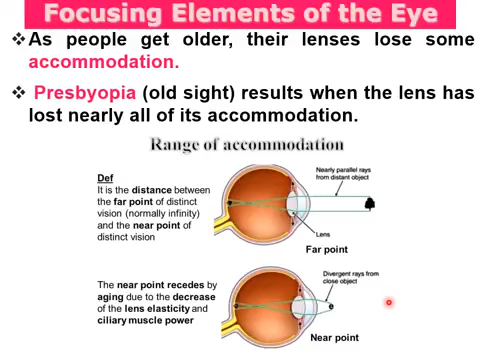 Focusing Elements of the Eye
❖As people get older, their lenses lose some
accommodation.
❖ Presbyopia (old sight) results when the lens has
lost nearly all of its accommodation.
Range of accommodation
Def
It is the distance between
the far point of distinct
vision (normally infinity)
and the near point of
distinct vision
Nearly parallel rays
from distant object
Lens
Far point
The near point recedes by
aging due to the decrease
of the lens elasticity and
ciliary muscle power
Divergent rays from
close object
e
Near point